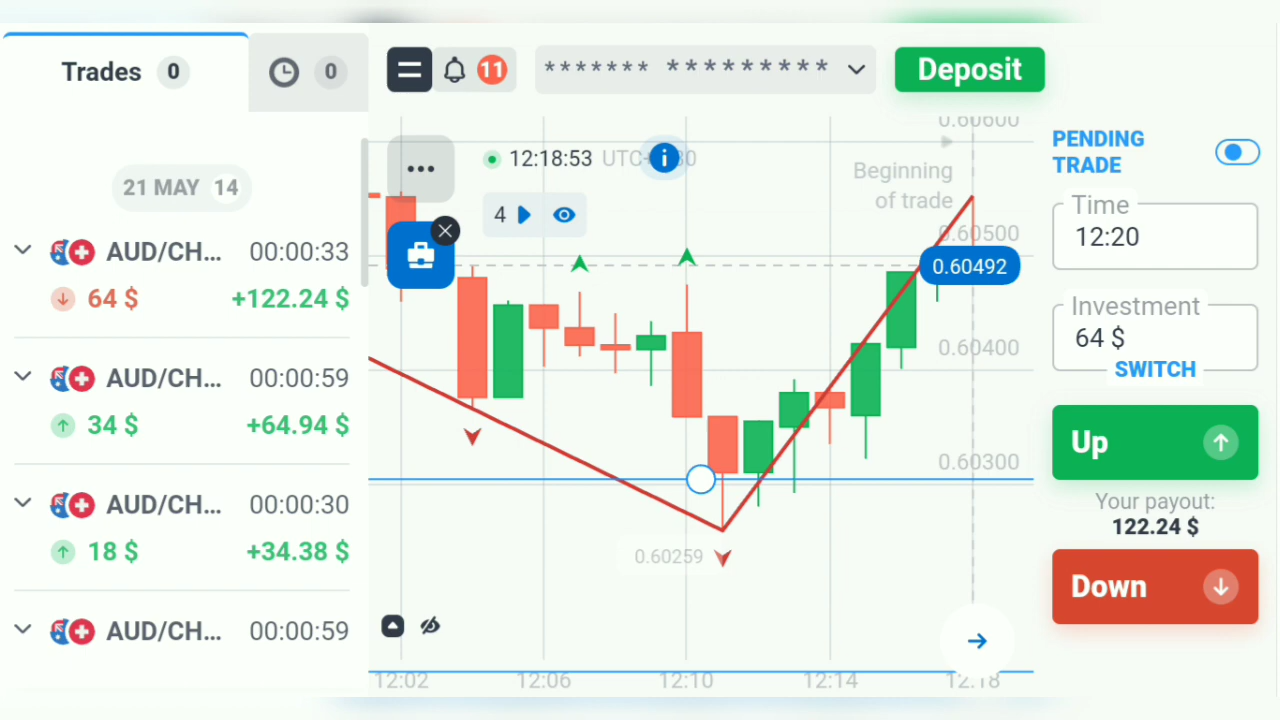 Trades 0
0
11
******* *********
Deposit
21 MAY 14
AUD/CH... 00:00:33
64 $ +122.24 $
AUD/CH... 00:00:59
34 $ +64.94 $
AUD/CH... 00:00:30
18 $ +34.38 $
AUD/CH... 00:00:59
...
12:18:53 UTC
4
Beginning
of trade
0.60600
0.60500
0.60492
0.60400
0.60300
0.60259
12:02 12:06 12:10 12:14 12:18
PENDING
TRADE
Time
12:20
Investment
64 $
SWITCH
Up
Your payout:
122.24 $
Down